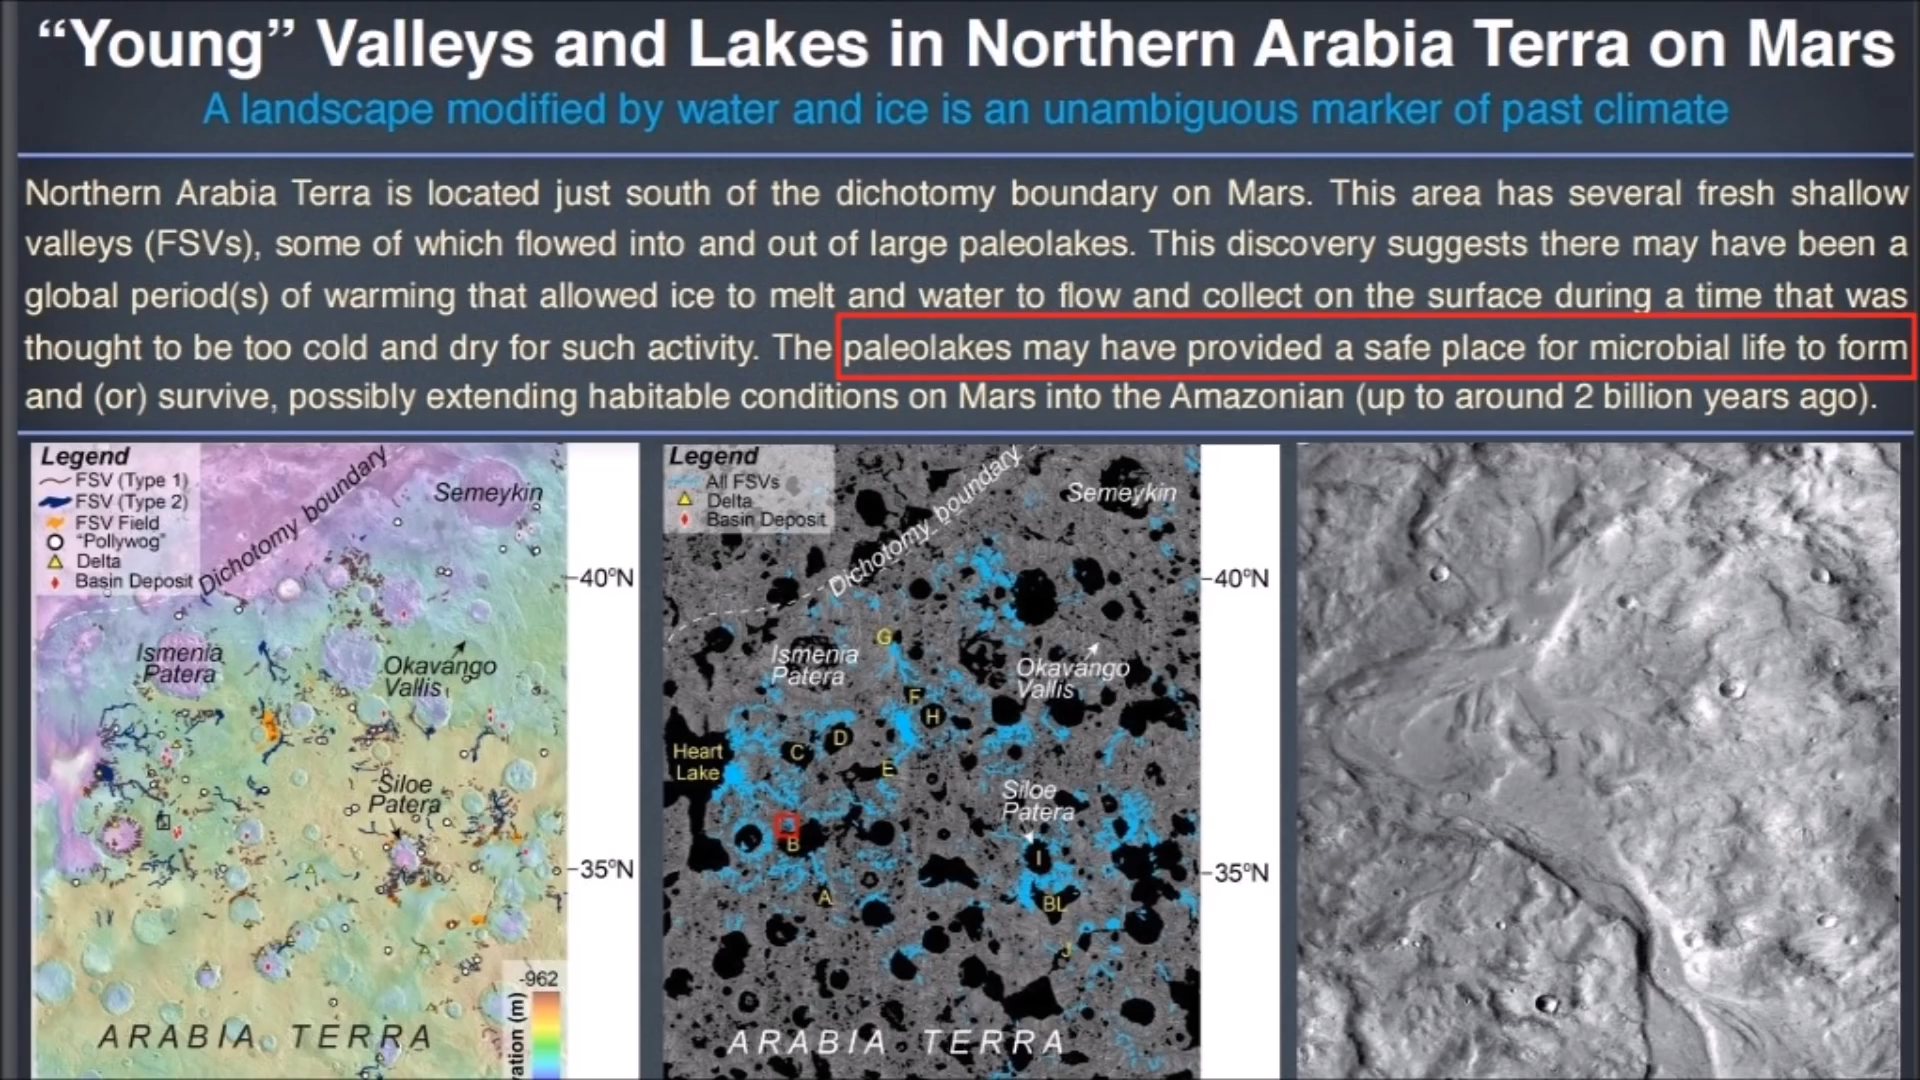 “Young” Valleys and Lakes in Northern Arabia Terra on Mars
A landscape modified by water and ice is an unambiguous marker of past climate
Northern Arabia Terra is located just south of the dichotomy boundary on Mars. This area has several fresh shallow
valleys (FSVs), some of which flowed into and out of large paleolakes. This discovery suggests there may have been a
global period(s) of warming that allowed ice to melt and water to flow and collect on the surface during a time that was
thought to be too cold and dry for such activity. The paleolakes may have provided a safe place for microbial life to form
and (or) survive, possibly extending habitable conditions on Mars into the Amazonian (up to around 2 billion years ago).
Legend
FSV (Type 1)
FSV (Type 2)
FSV Field
“Pollywog”
Delta
Basin Deposit
Dichotomy boundary
Semeykin
40°N
Ismenia
Patera
Okavango
Vallis
Siloe
Patera
35°N
-962
vation (m)
ARABIA TERRA
Legend
All FSVs
Delta
Basin Deposit
Dichotomy boundary
Semeykin
40°N
G
Ismenia
Patera
Okavango
Vallis
F
H
D
C
Heart
Lake
E
Siloe
Patera
B
I
35°N
A
BL
J
ARABIA TERRA